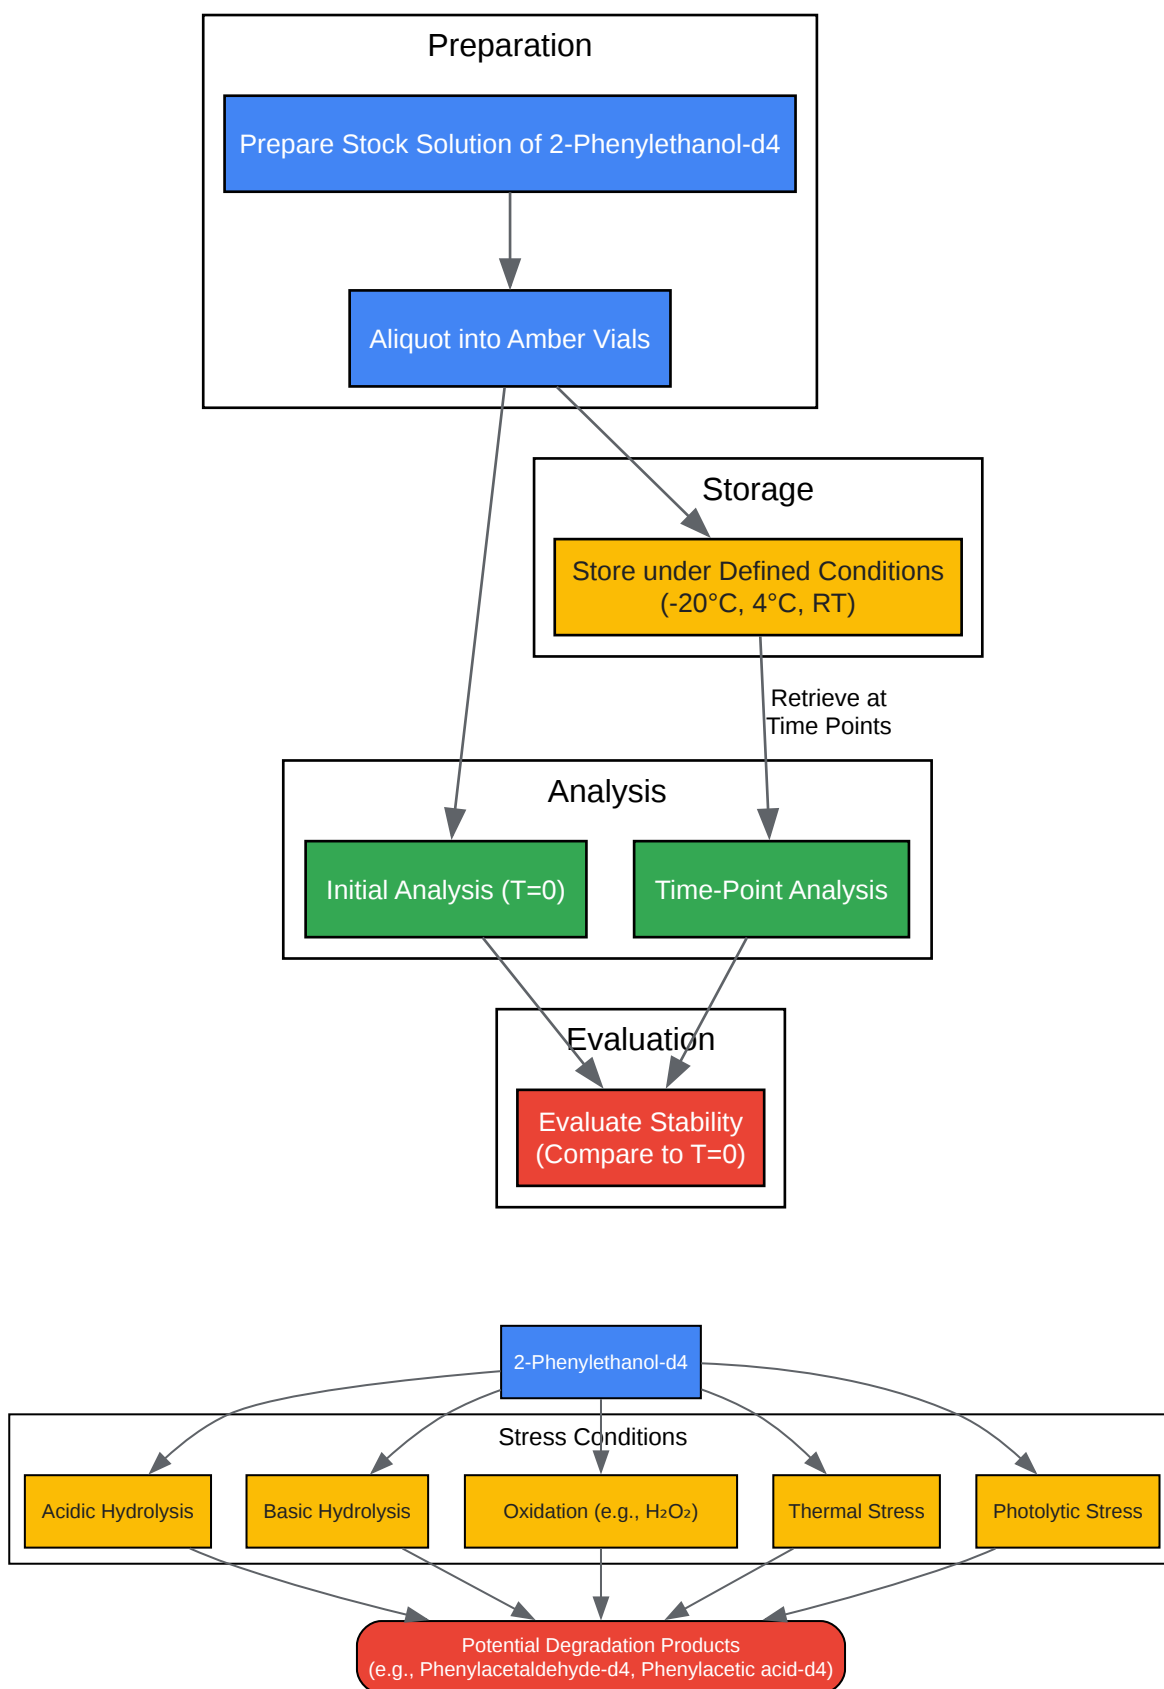 Preparation
Prepare Stock Solution of 2-Phenylethanol-d4
Aliquot into Amber Vials
Storage
Store under Defined Conditions
(-20°C, 4°C, RT)
Retrieve at
Time Points
Analysis
Initial Analysis (T=0)
Time-Point Analysis
Evaluation
Evaluate Stability
(Compare to T=0)
2-Phenylethanol-d4
Stress Conditions
Acidic Hydrolysis
Basic Hydrolysis
Oxidation (e.g., H₂O₂)
Thermal Stress
Photolytic Stress
Potential Degradation Products
(e.g., Phenylacetaldehyde-d4, Phenylacetic acid-d4)